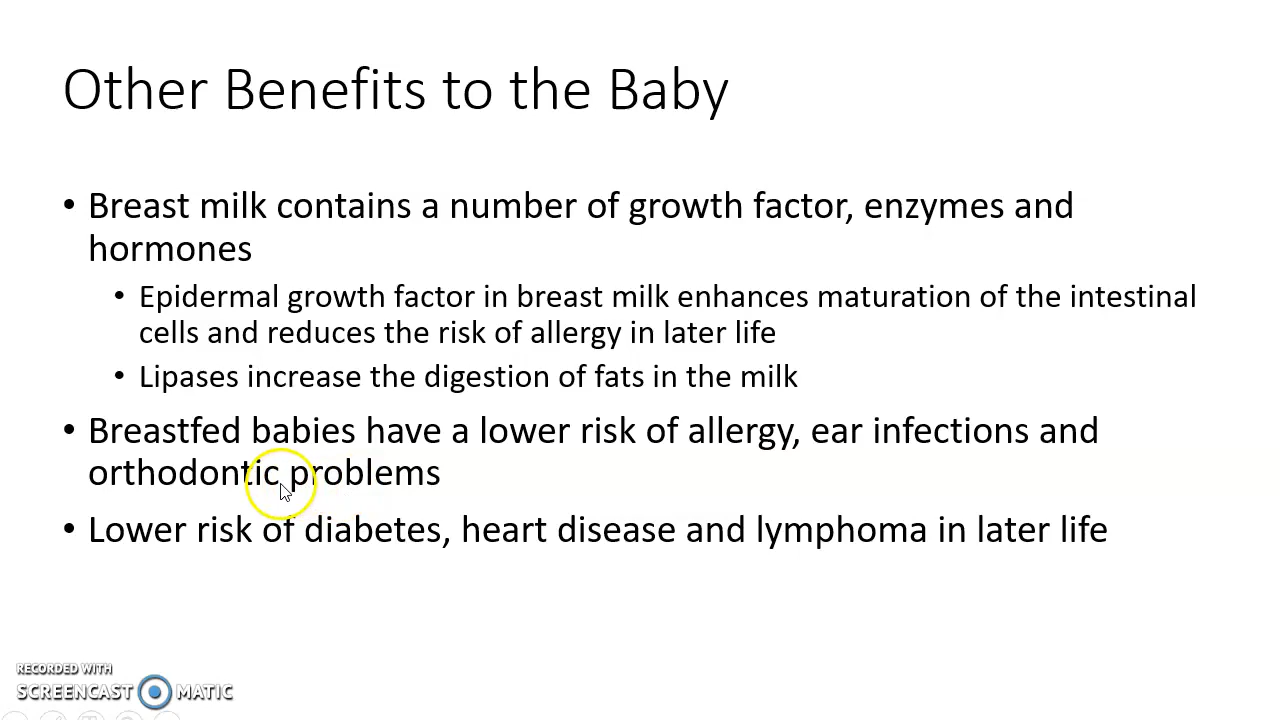 Other Benefits to the Baby
• Breast milk contains a number of growth factor, enzymes and
hormones
• Epidermal growth factor in breast milk enhances maturation of the intestinal
cells and reduces the risk of allergy in later life
• Lipases increase the digestion of fats in the milk
• Breastfed babies have a lower risk of allergy, ear infections and
orthodontic problems
• Lower risk of diabetes, heart disease and lymphoma in later life
RECORDED WITH
SCREENCAST MATIC